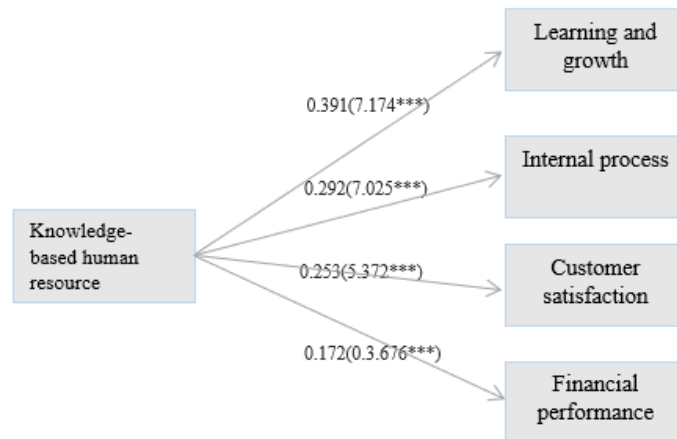 Learning and
growth
0.391(7.174***)
Internal process
0.292(7.025***)
Knowledge-
based human
resource
0.253(5.372***)
Customer
satisfaction
0.172(0.3.676***)
Financial
performance